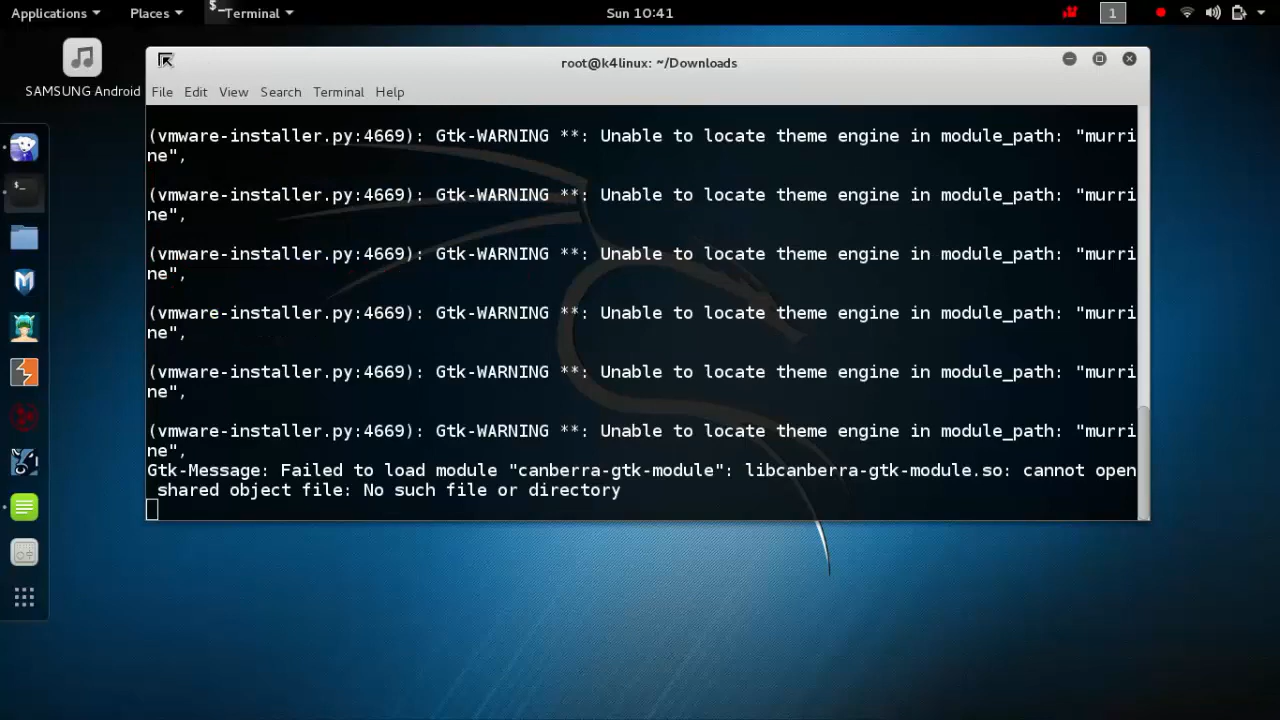 Applications Places Terminal Sun 10:41 1
SAMSUNG Android
root@k4linux: ~/Downloads
File Edit View Search Terminal Help
(vmware-installer.py:4669): Gtk-WARNING **: Unable to locate theme engine in module_path: "murri
ne",
(vmware-installer.py:4669): Gtk-WARNING **: Unable to locate theme engine in module_path: "murri
ne",
(vmware-installer.py:4669): Gtk-WARNING **: Unable to locate theme engine in module_path: "murri
ne",
(vmware-installer.py:4669): Gtk-WARNING **: Unable to locate theme engine in module_path: "murri
ne",
(vmware-installer.py:4669): Gtk-WARNING **: Unable to locate theme engine in module_path: "murri
ne",
(vmware-installer.py:4669): Gtk-WARNING **: Unable to locate theme engine in module_path: "murri
ne",
Gtk-Message: Failed to load module "canberra-gtk-module": libcanberra-gtk-module.so: cannot open
 shared object file: No such file or directory